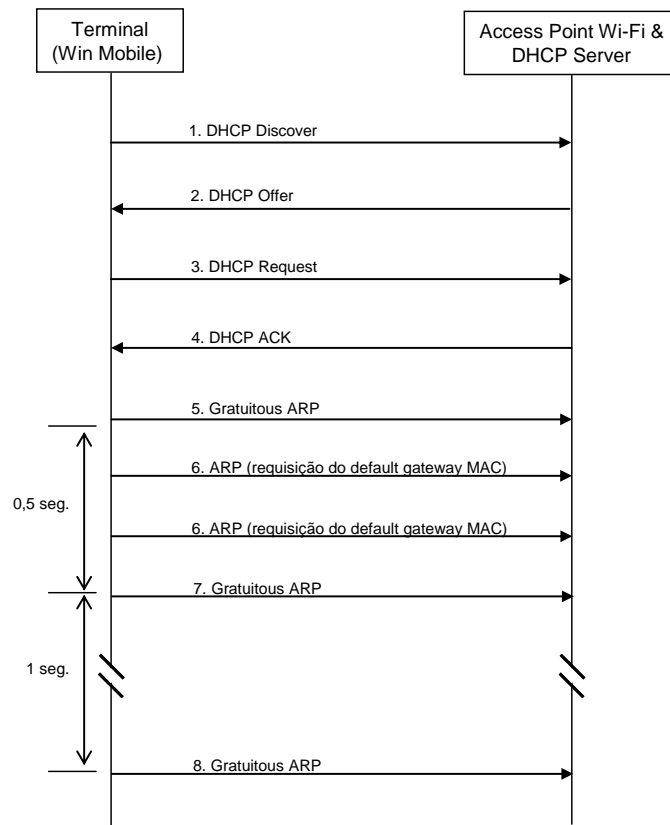 Terminal
(Win Mobile)
Access Point Wi-Fi &
DHCP Server
1. DHCP Discover
2. DHCP Offer
3. DHCP Request
4. DHCP ACK
5. Gratuitous ARP
6. ARP (requisição do default gateway MAC)
0,5 seg.
6. ARP (requisição do default gateway MAC)
7. Gratuitous ARP
1 seg.
8. Gratuitous ARP